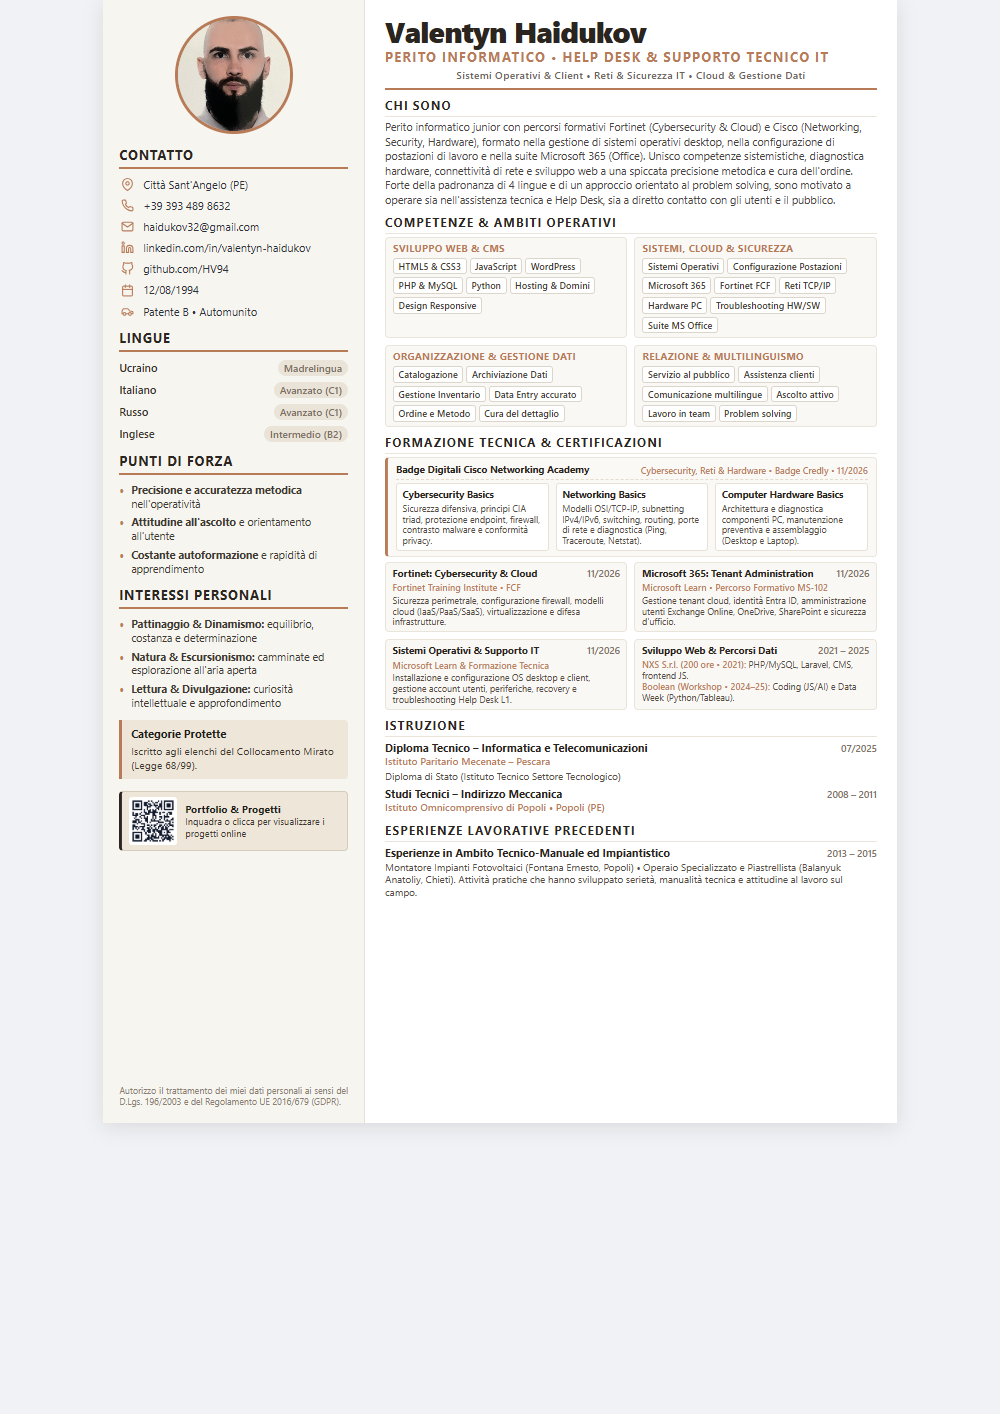 CONTATTO
Città Sant'Angelo (PE)
+39 393 489 8632
haidukov32@gmail.com
linkedin.com/in/valentyn-haidukov
github.com/HV94
12/08/1994
Patente B • Automunito
LINGUE
Ucraino Madrelingua
Italiano Avanzato (C1)
Russo Avanzato (C1)
Inglese Intermedio (B2)
PUNTI DI FORZA
• Precisione e accuratezza metodica
nell'operatività
• Attitudine all'ascolto e orientamento
all'utente
• Costante autoformazione e rapidità di
apprendimento
INTERESSI PERSONALI
• Pattinaggio & Dinamismo: equilibrio,
costanza e determinazione
• Natura & Escursionismo: camminate ed
esplorazione all'aria aperta
• Lettura & Divulgazione: curiosità
intellettuale e approfondimento
Categorie Protette
Iscritto agli elenchi del Collocamento Mirato
(Legge 68/99).
Portfolio & Progetti
Inquadra o clicca per visualizzare i
progetti online
Autorizzo il trattamento dei miei dati personali ai sensi del
D.Lgs. 196/2003 e del Regolamento UE 2016/679 (GDPR).
Valentyn Haidukov
PERITO INFORMATICO • HELP DESK & SUPPORTO TECNICO IT
Sistemi Operativi & Client • Reti & Sicurezza IT • Cloud & Gestione Dati
CHI SONO
Perito informatico junior con percorsi formativi Fortinet (Cybersecurity & Cloud) e Cisco (Networking,
Security, Hardware), formato nella gestione di sistemi operativi desktop, nella configurazione di
postazioni di lavoro e nella suite Microsoft 365 (Office). Unisco competenze sistemistiche, diagnostica
hardware, connettività di rete e sviluppo web a una spiccata precisione metodica e cura dell'ordine.
Forte della padronanza di 4 lingue e di un approccio orientato al problem solving, sono motivato a
operare sia nell'assistenza tecnica e Help Desk, sia a diretto contatto con gli utenti e il pubblico.
COMPETENZE & AMBITI OPERATIVI
SVILUPPO WEB & CMS
HTML5 & CSS3 JavaScript WordPress
PHP & MySQL Python Hosting & Domini
Design Responsive
SISTEMI, CLOUD & SICUREZZA
Sistemi Operativi Configurazione Postazioni
Microsoft 365 Fortinet FCF Reti TCP/IP
Hardware PC Troubleshooting HW/SW
Suite MS Office
ORGANIZZAZIONE & GESTIONE DATI
Catalogazione Archiviazione Dati
Gestione Inventario Data Entry accurato
Ordine e Metodo Cura del dettaglio
RELAZIONE & MULTILINGUISMO
Servizio al pubblico Assistenza clienti
Comunicazione multilingue Ascolto attivo
Lavoro in team Problem solving
FORMAZIONE TECNICA & CERTIFICAZIONI
Badge Digitali Cisco Networking Academy Cybersecurity, Reti & Hardware • Badge Credly • 11/2026
Cybersecurity Basics
Sicurezza difensiva, principi CIA
triad, protezione endpoint, firewall,
contrasto malware e conformità
privacy.
Networking Basics
Modelli OSI/TCP-IP, subnetting
IPv4/IPv6, switching, routing, porte
di rete e diagnostica (Ping,
Traceroute, Netstat).
Computer Hardware Basics
Architettura e diagnostica
componenti PC, manutenzione
preventiva e assemblaggio
(Desktop e Laptop).
Fortinet: Cybersecurity & Cloud 11/2026
Fortinet Training Institute • FCF
Sicurezza perimetrale, configurazione firewall, modelli
cloud (IaaS/PaaS/SaaS), virtualizzazione e difesa
infrastrutture.
Microsoft 365: Tenant Administration 11/2026
Microsoft Learn • Percorso Formativo MS-102
Gestione tenant cloud, identità Entra ID, amministrazione
utenti Exchange Online, OneDrive, SharePoint e sicurezza
d'ufficio.
Sistemi Operativi & Supporto IT 11/2026
Microsoft Learn & Formazione Tecnica
Installazione e configurazione OS desktop e client,
gestione account utenti, periferiche, recovery e
troubleshooting Help Desk L1.
Sviluppo Web & Percorsi Dati 2021 – 2025
NXS S.r.l. (200 ore • 2021): PHP/MySQL, Laravel, CMS,
frontend JS.
Boolean (Workshop • 2024–25): Coding (JS/AI) e Data
Week (Python/Tableau).
ISTRUZIONE
Diploma Tecnico – Informatica e Telecomunicazioni 07/2025
Istituto Paritario Mecenate – Pescara
Diploma di Stato (Istituto Tecnico Settore Tecnologico)
Studi Tecnici – Indirizzo Meccanica 2008 – 2011
Istituto Omnicomprensivo di Popoli • Popoli (PE)
ESPERIENZE LAVORATIVE PRECEDENTI
Esperienze in Ambito Tecnico-Manuale ed Impiantistico 2013 – 2015
Montatore Impianti Fotovoltaici (Fontana Ernesto, Popoli) • Operaio Specializzato e Piastrellista (Balanyuk
Anatoliy, Chieti). Attività pratiche che hanno sviluppato serietà, manualità tecnica e attitudine al lavoro sul
campo.